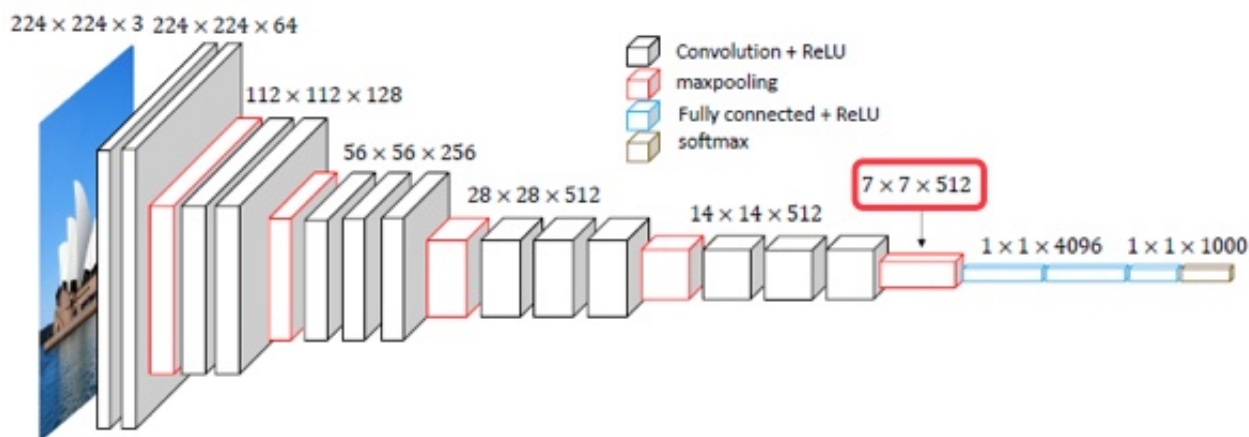 224 × 224 × 3
224 × 224 × 64
112 × 112 × 128
56 × 56 × 256
28 × 28 × 512
14 × 14 × 512
7 × 7 × 512
1 × 1 × 4096
1 × 1 × 1000
Convolution + ReLU
maxpooling
Fully connected + ReLU
softmax